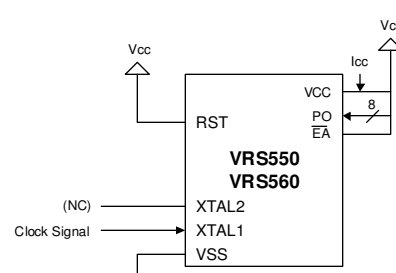 Vcc
Vc
Icc
VCC
8
RST
PO
EA
VRS550
VRS560
(NC)
XTAL2
Clock Signal
XTAL1
VSS